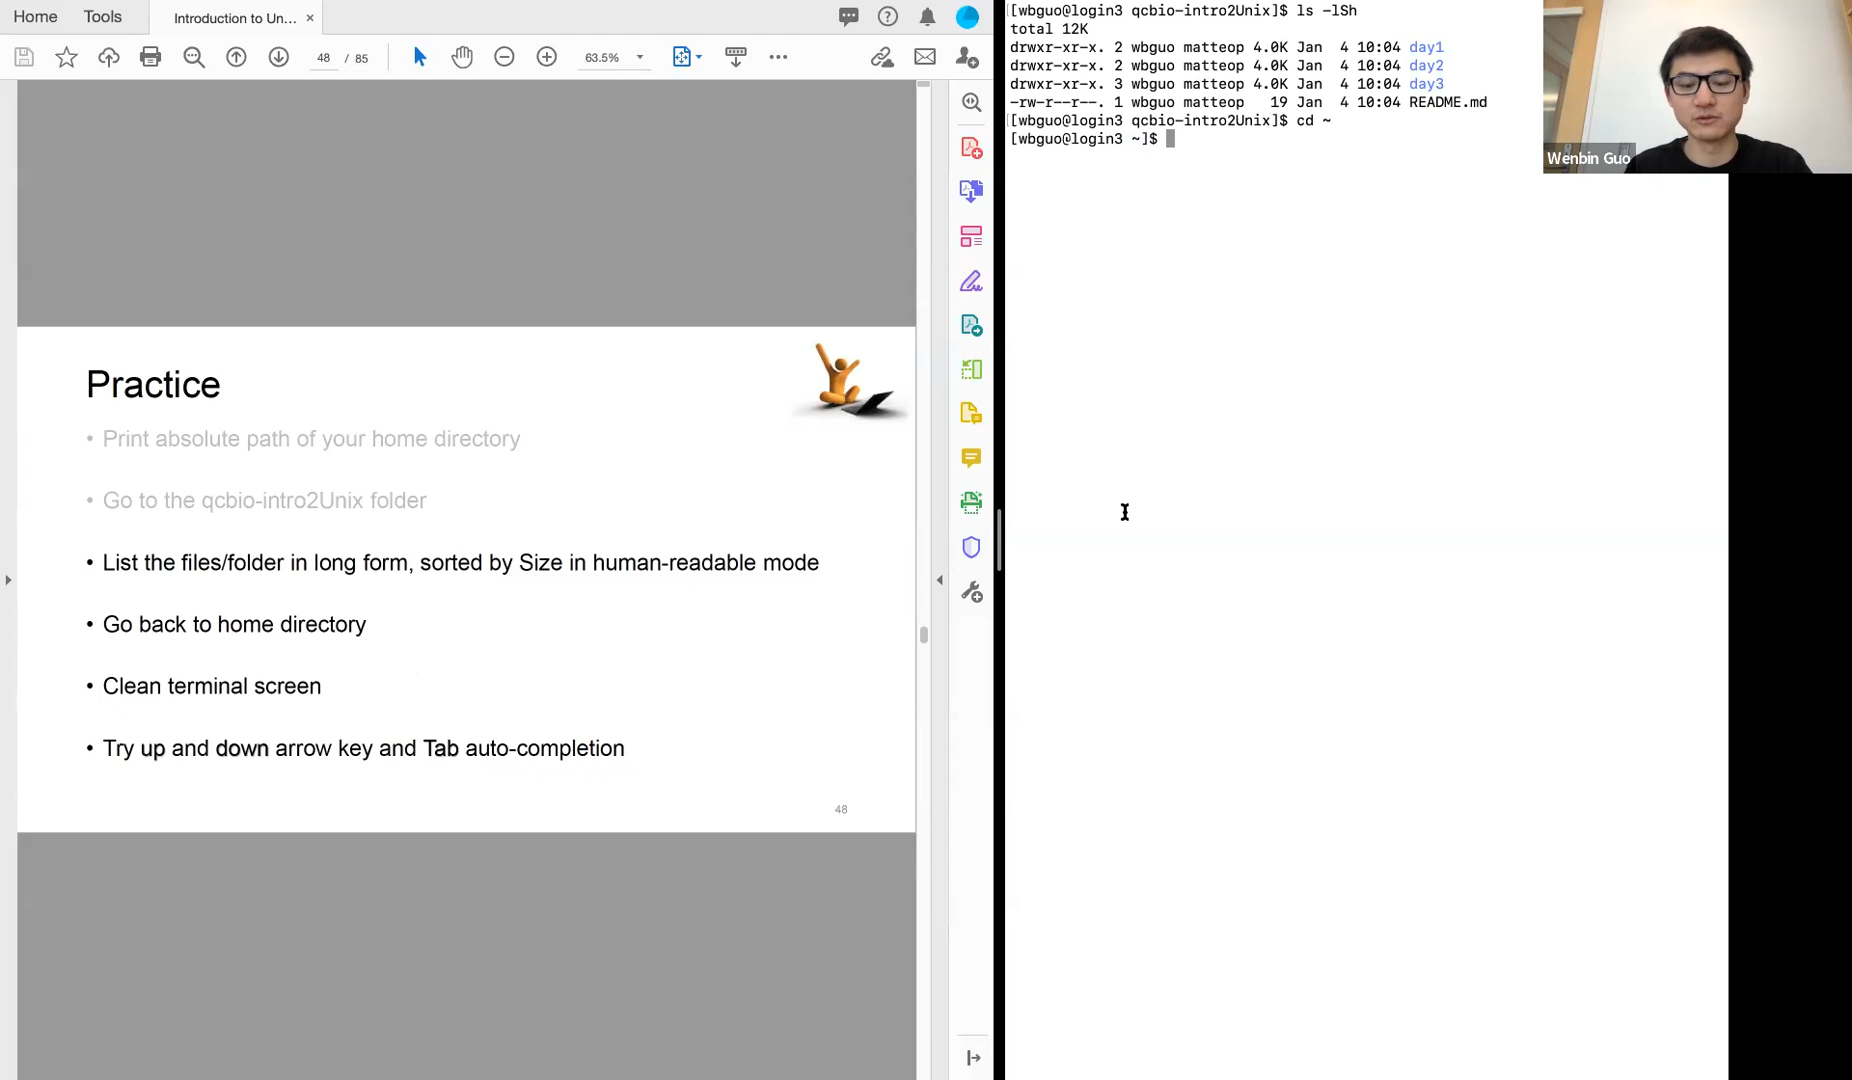 Home Tools Introduction to Un... ×
48 / 85 63.5%
Practice
• Print absolute path of your home directory
• Go to the qcbio-intro2Unix folder
• List the files/folder in long form, sorted by Size in human-readable mode
• Go back to home directory
• Clean terminal screen
• Try up and down arrow key and Tab auto-completion
48
[[wbguo@login3 qcbio-intro2Unix]$ ls -lSh
total 12K
drwxr-xr-x. 2 wbguo matteop 4.0K Jan  4 10:04 day1
drwxr-xr-x. 2 wbguo matteop 4.0K Jan  4 10:04 day2
drwxr-xr-x. 3 wbguo matteop 4.0K Jan  4 10:04 day3
-rw-r--r--. 1 wbguo matteop   19 Jan  4 10:04 README.md
[[wbguo@login3 qcbio-intro2Unix]$ cd ~
[wbguo@login3 ~]$
Wenbin Guo